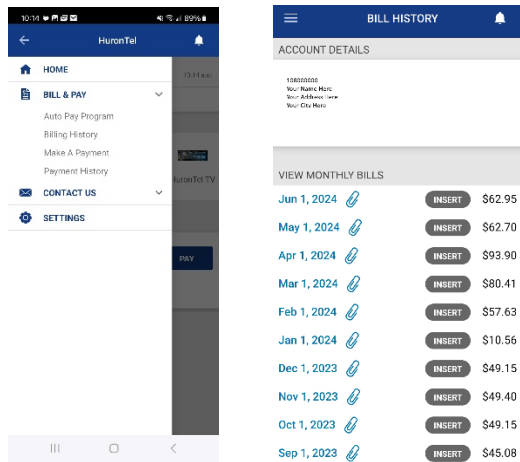 10:14
89%
HuronTel
HOME
BILL & PAY
Auto Pay Program
Billing History
Make A Payment
Payment History
CONTACT US
SETTINGS
HuronTel TV
PAY
BILL HISTORY
ACCOUNT DETAILS
Your Name Here
Your Address Here
Your City Here
VIEW MONTHLY BILLS
Jun 1, 2024 INSERT $62.95
May 1, 2024 INSERT $62.70
Apr 1, 2024 INSERT $93.90
Mar 1, 2024 INSERT $80.41
Feb 1, 2024 INSERT $57.63
Jan 1, 2024 INSERT $10.56
Dec 1, 2023 INSERT $49.15
Nov 1, 2023 INSERT $49.40
Oct 1, 2023 INSERT $49.15
Sep 1, 2023 INSERT $45.08